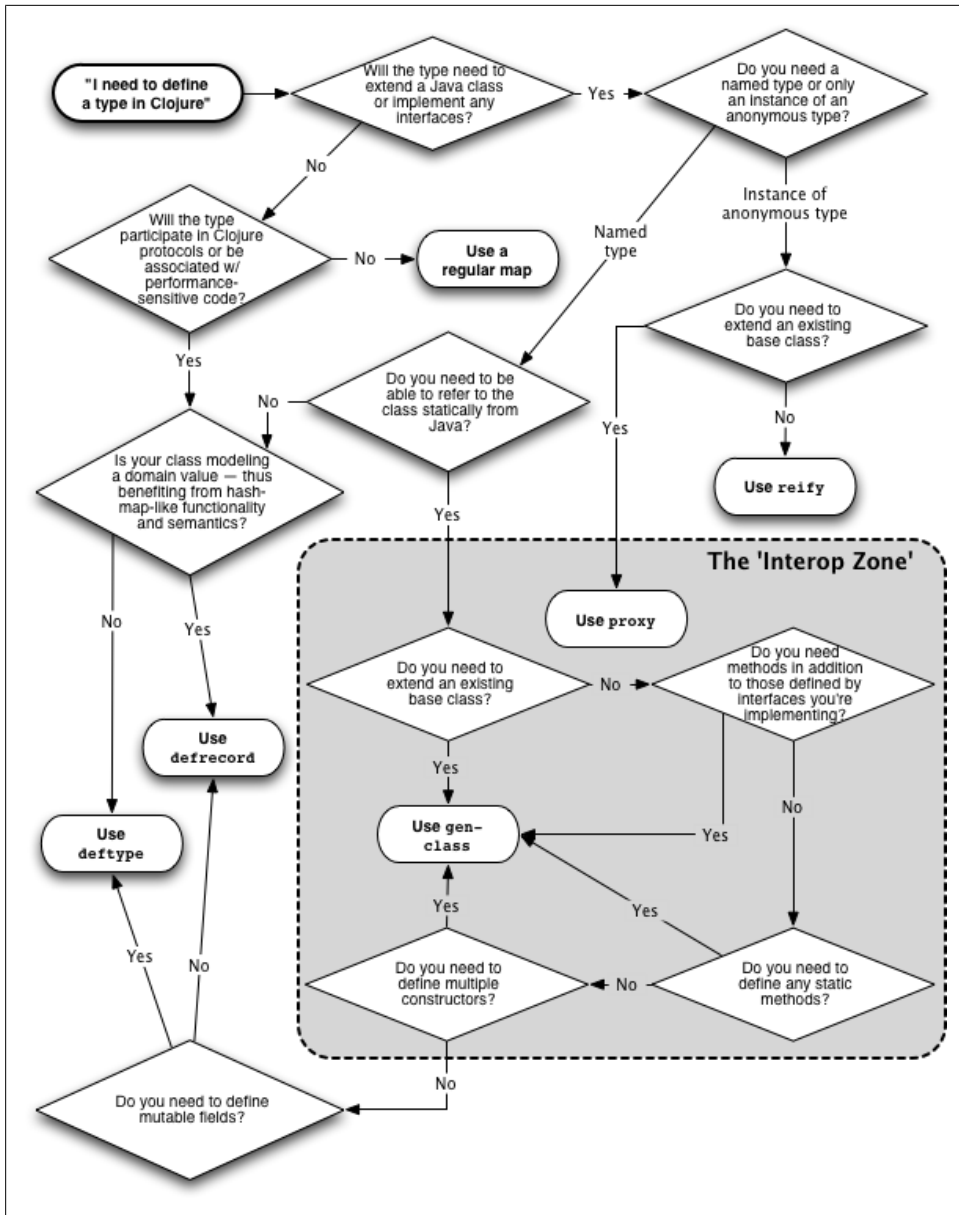 "I need to define
a type in Clojure"
Will the type need to
extend a Java class
or implement any
interfaces?
Yes
Do you need a
named type or only
an instance of an
anonymous type?
No
Instance of
anonymous type
Named
type
Will the type
participate in Clojure
protocols or be
associated w/
performance-
sensitive code?
No
Use a
regular map
Do you need to
extend an existing
base class?
Yes
No
Yes
Do you need to be
able to refer to the
class statically from
Java?
No
Use reify
Is your class modeling
a domain value — thus
benefiting from hash-
map-like functionality
and semantics?
Yes
The 'Interop Zone'
No
Yes
Use proxy
Do you need to
extend an existing
base class?
No
Do you need
methods in addition
to those defined by
interfaces you're
implementing?
Use
defrecord
Yes
No
Yes
Use
deftype
Use gen-
class
Yes
Yes
Yes
No
Do you need to
define multiple
constructors?
No
Do you need to
define any static
methods?
No
Do you need to define
mutable fields?